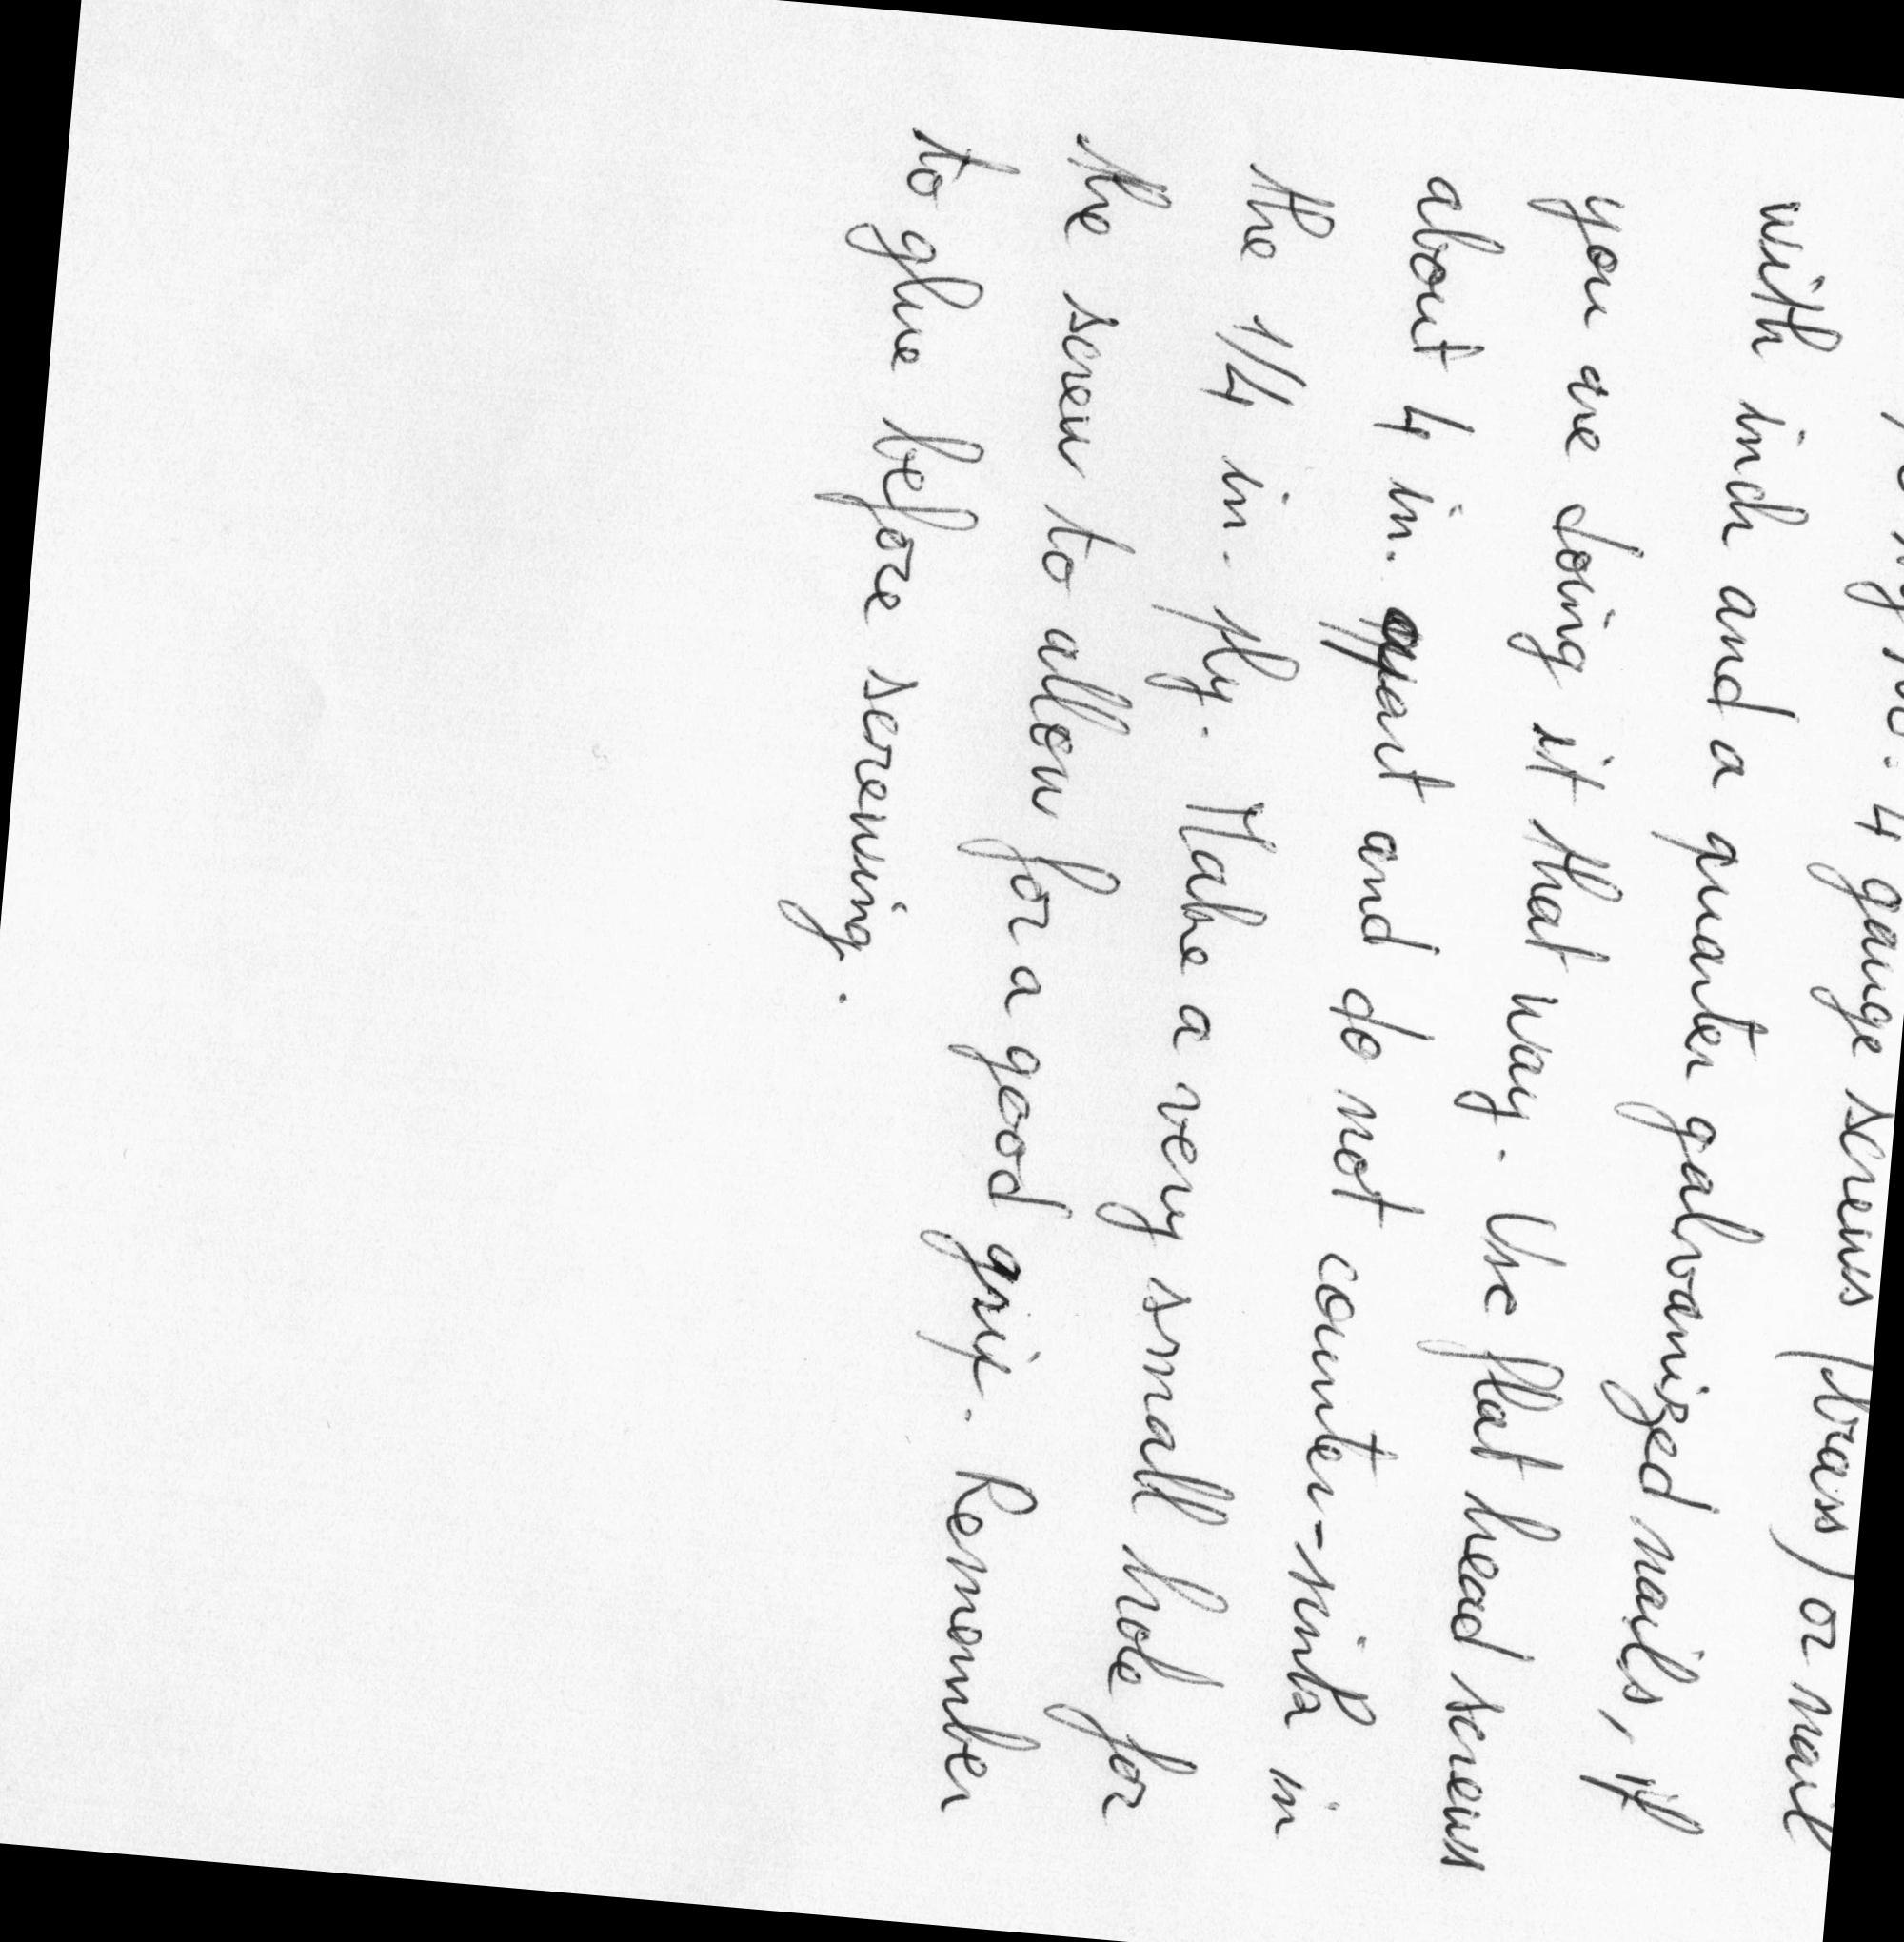 4 gauge screws (brass) or nail
with inch and a quarter galvanized nails, if
you are doing it that way. Use flat head screws
about 4 in. apart and do not counter-sink in
the 1/4 in. ply. Make a very small hole for
the screw to allow for a good grip. Remember
to glue before screwing.